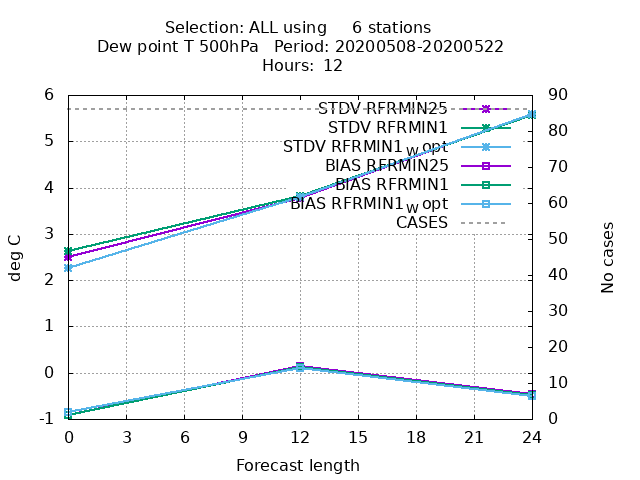 Selection: ALL using 6 stations
Dew point T 500hPa Period: 20200508-20200522
Hours: 12
STDV RFRMIN25
STDV RFRMIN1
STDV RFRMIN1w opt
BIAS RFRMIN25
BIAS RFRMIN1
BIAS RFRMIN1w opt
CASES
deg C
6
5
4
3
2
1
0
-1
90
80
70
60
50
40
30
20
10
0
No cases
0 3 6 9 12 15 18 21 24
Forecast length